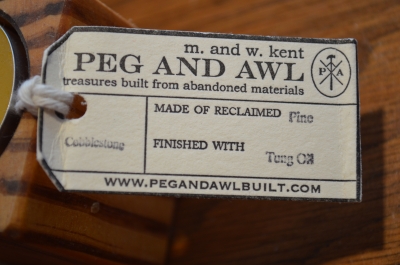 m. and w. kent
PEG AND AWL
treasures built from abandoned materials
P A
MADE OF RECLAIMED Pine
Cobblestone
FINISHED WITH Tung Oil
WWW.PEGANDAWLBUILT.COM